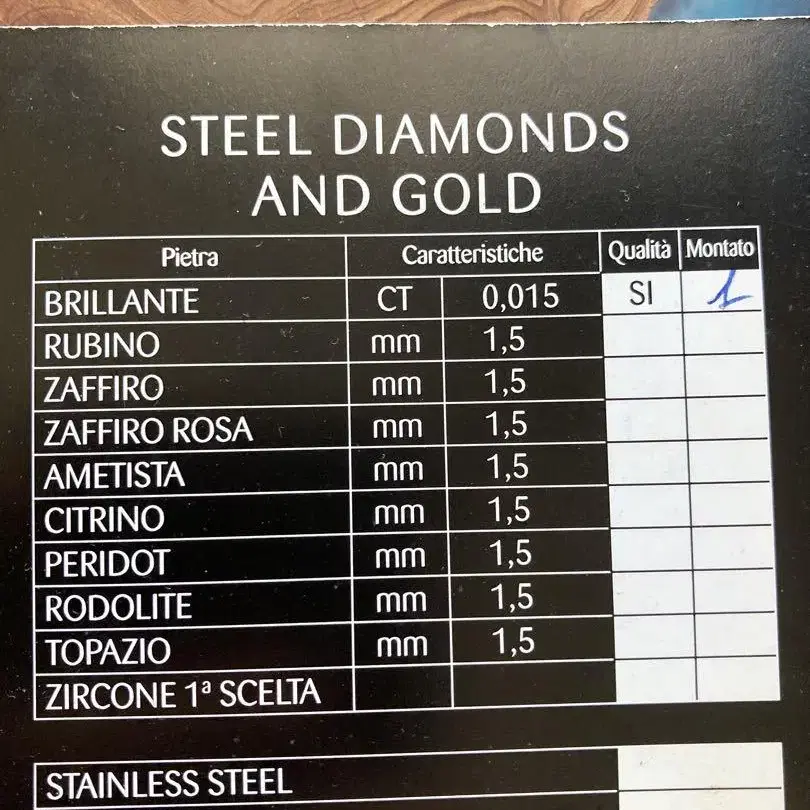 STEEL DIAMONDS
AND GOLD
Pietra Caratteristiche Qualità Montato
BRILLANTE CT 0,015 SI 1
RUBINO mm 1,5
ZAFFIRO mm 1,5
ZAFFIRO ROSA mm 1,5
AMETISTA mm 1,5
CITRINO mm 1,5
PERIDOT mm 1,5
RODOLITE mm 1,5
TOPAZIO mm 1,5
ZIRCONE 1ª SCELTA
STAINLESS STEEL